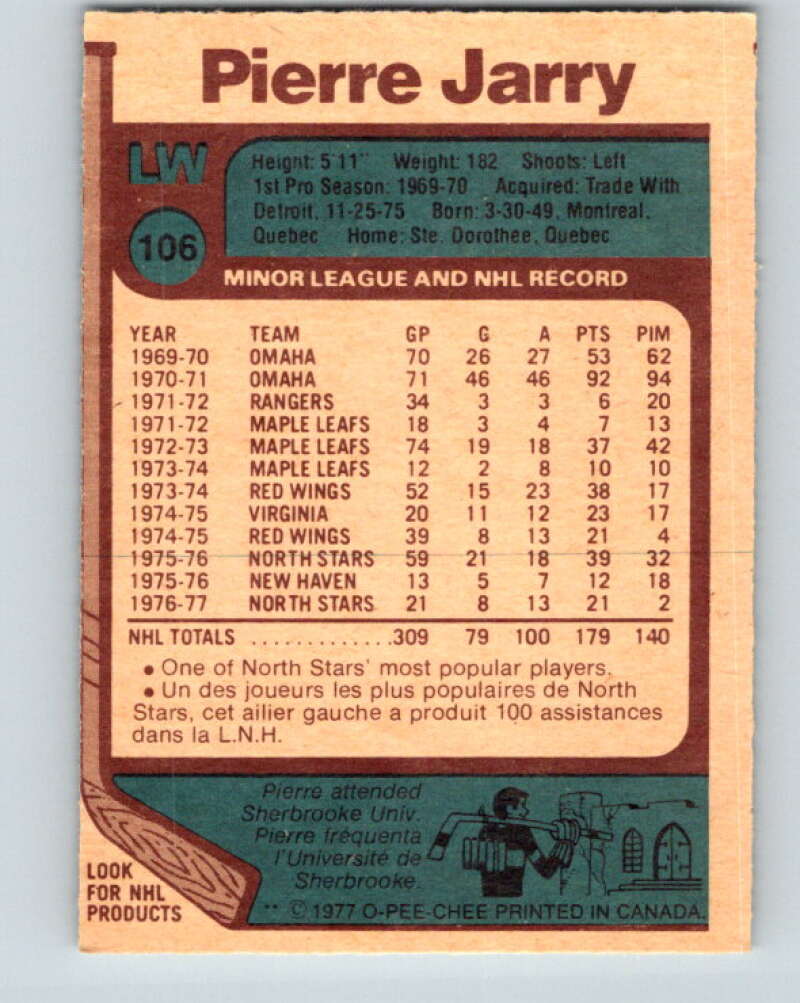 Pierre Jarry
LW
Height: 5'11" Weight: 182 Shoots: Left
1st Pro Season: 1969-70 Acquired: Trade With
Detroit, 11-25-75 Born: 3-30-49, Montreal,
Quebec Home: Ste. Dorothee, Quebec
106
MINOR LEAGUE AND NHL RECORD
YEAR TEAM GP G A PTS PIM
1969-70 OMAHA 70 26 27 53 62
1970-71 OMAHA 71 46 46 92 94
1971-72 RANGERS 34 3 3 6 20
1971-72 MAPLE LEAFS 18 3 4 7 13
1972-73 MAPLE LEAFS 74 19 18 37 42
1973-74 MAPLE LEAFS 12 2 8 10 10
1973-74 RED WINGS 52 15 23 38 17
1974-75 VIRGINIA 20 11 12 23 17
1974-75 RED WINGS 39 8 13 21 4
1975-76 NORTH STARS 59 21 18 39 32
1975-76 NEW HAVEN 13 5 7 12 18
1976-77 NORTH STARS 21 8 13 21 2
NHL TOTALS .............309 79 100 179 140
• One of North Stars' most popular players.
• Un des joueurs les plus populaires de North
Stars, cet ailier gauche a produit 100 assistances
dans la L.N.H.
Pierre attended
Sherbrooke Univ.
Pierre fréquenta
l'Université de
Sherbrooke.
LOOK
FOR NHL
PRODUCTS
** © 1977 O-PEE-CHEE PRINTED IN CANADA.